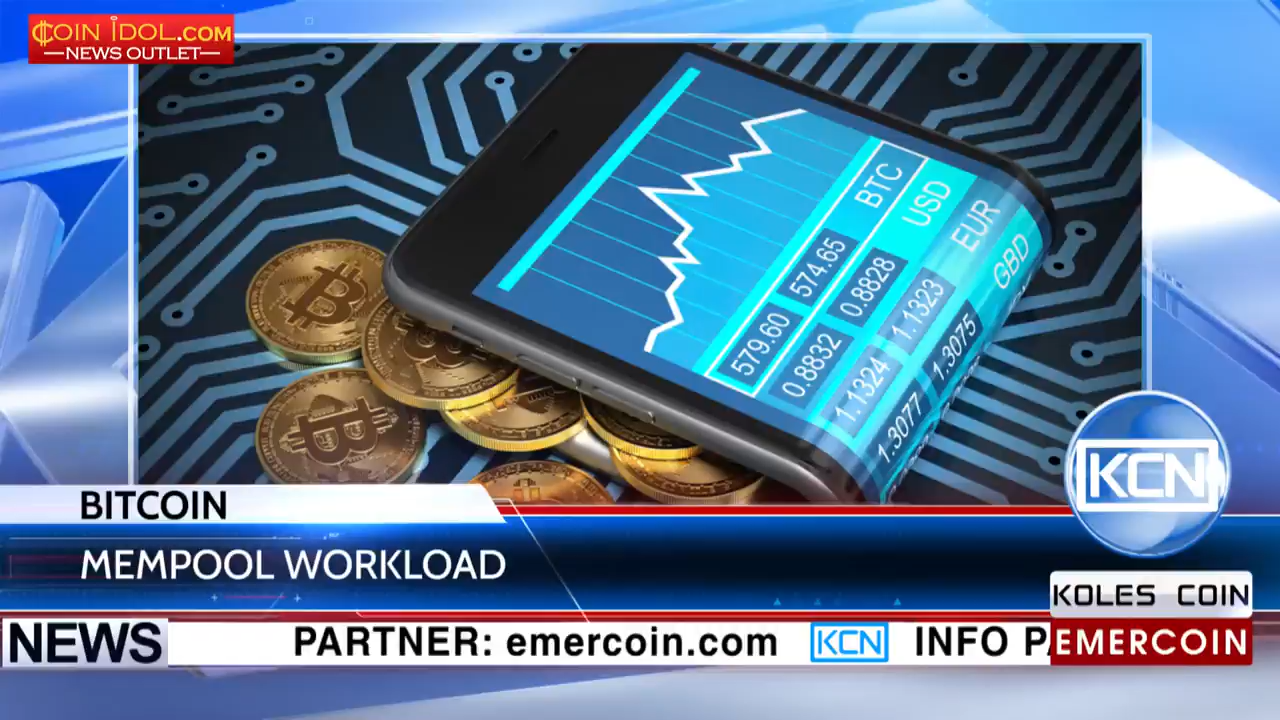 COIN IDOL.COM
NEWS OUTLET
BTC
USD
EUR
GBD
579.60 574.65
0.8832 0.8828
1.1324 1.1323
1.3077 1.3075
KCN
BITCOIN
MEMPOOL WORKLOAD
KOLES COIN
EMERCOIN
NEWS
PARTNER: emercoin.com KCN INFO